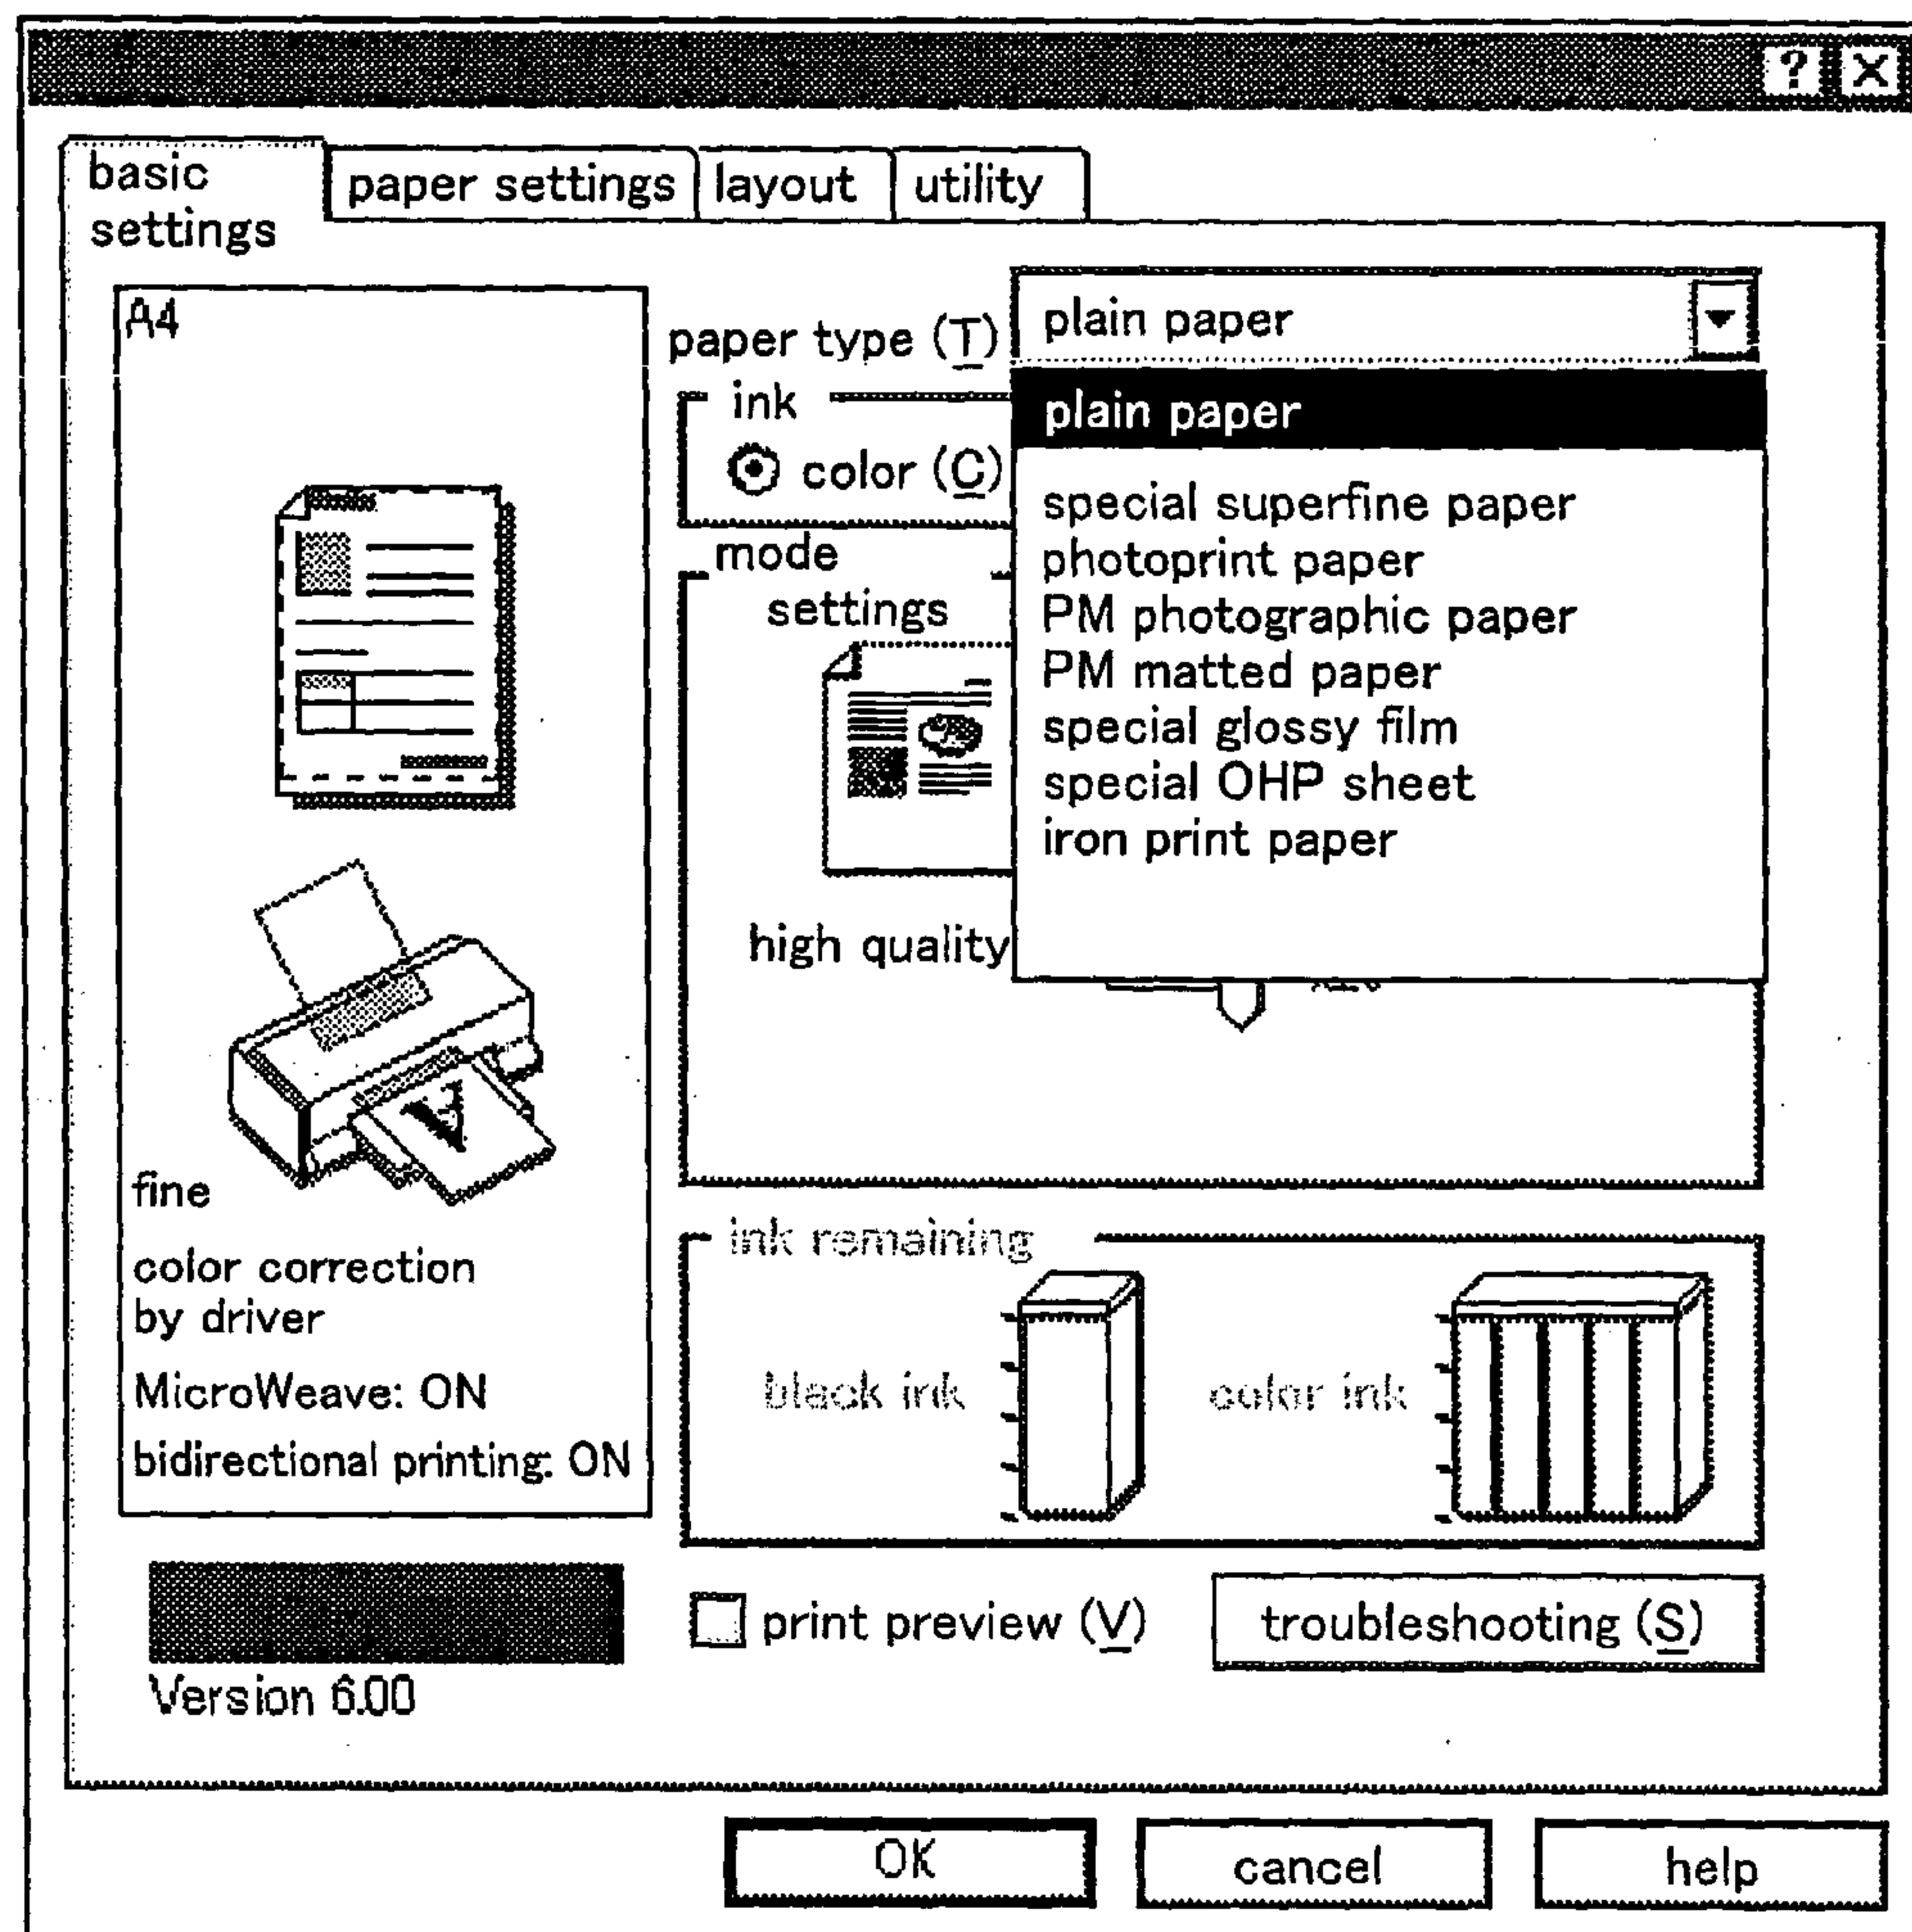 ? X
basic
settings
paper settings
layout
utility
A4
fine
color correction
by driver
MicroWeave: ON
bidirectional printing: ON
Version 6.00
paper type (T)
plain paper
plain paper
special superfine paper
photoprint paper
PM photographic paper
PM matted paper
special glossy film
special OHP sheet
iron print paper
ink
color (C)
mode
settings
high quality
ink remaining
black ink
color ink
print preview (V)
troubleshooting (S)
OK
cancel
help